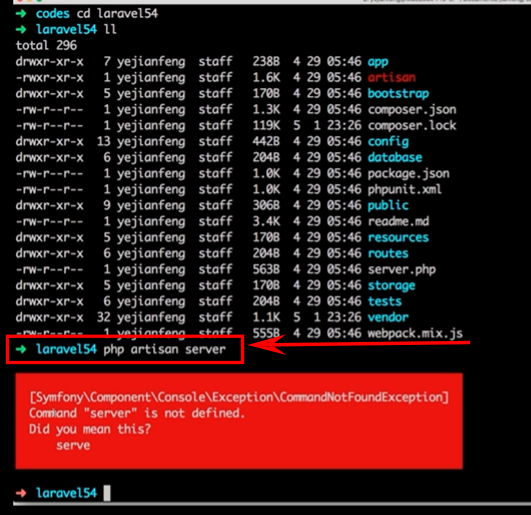 ➜ codes cd laravel54
➜ laravel54 ll
total 296
drwxr-xr-x 7 yejianfeng staff 238B 4 29 05:46 app
-rwxr-xr-x 1 yejianfeng staff 1.6K 4 29 05:46 artisan
drwxr-xr-x 5 yejianfeng staff 170B 4 29 05:46 bootstrap
-rw-r--r-- 1 yejianfeng staff 1.3K 4 29 05:46 composer.json
-rw-r--r-- 1 yejianfeng staff 119K 5 1 23:26 composer.lock
drwxr-xr-x 13 yejianfeng staff 442B 4 29 05:46 config
drwxr-xr-x 6 yejianfeng staff 204B 4 29 05:46 database
-rw-r--r-- 1 yejianfeng staff 1.0K 4 29 05:46 package.json
-rw-r--r-- 1 yejianfeng staff 1.0K 4 29 05:46 phpunit.xml
drwxr-xr-x 9 yejianfeng staff 306B 4 29 05:46 public
-rw-r--r-- 1 yejianfeng staff 3.4K 4 29 05:46 readme.md
drwxr-xr-x 5 yejianfeng staff 170B 4 29 05:46 resources
drwxr-xr-x 6 yejianfeng staff 204B 4 29 05:46 routes
-rw-r--r-- 1 yejianfeng staff 563B 4 29 05:46 server.php
drwxr-xr-x 5 yejianfeng staff 170B 4 29 05:46 storage
drwxr-xr-x 6 yejianfeng staff 204B 4 29 05:46 tests
drwxr-xr-x 32 yejianfeng staff 1.1K 5 1 23:26 vendor
-rw-r--r-- 1 yejianfeng staff 555B 4 29 05:46 webpack.mix.js
➜ laravel54 php artisan server
[Symfony\Component\Console\Exception\CommandNotFoundException]
Command "server" is not defined.
Did you mean this?
serve
➜ laravel54